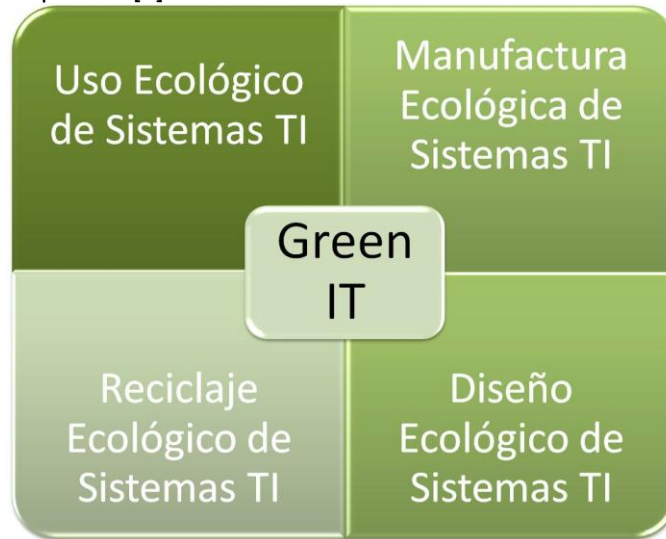 Uso Ecológico
de Sistemas TI
Manufactura
Ecológica de
Sistemas TI
Green
IT
Reciclaje
Ecológico de
Sistemas TI
Diseño
Ecológico de
Sistemas TI